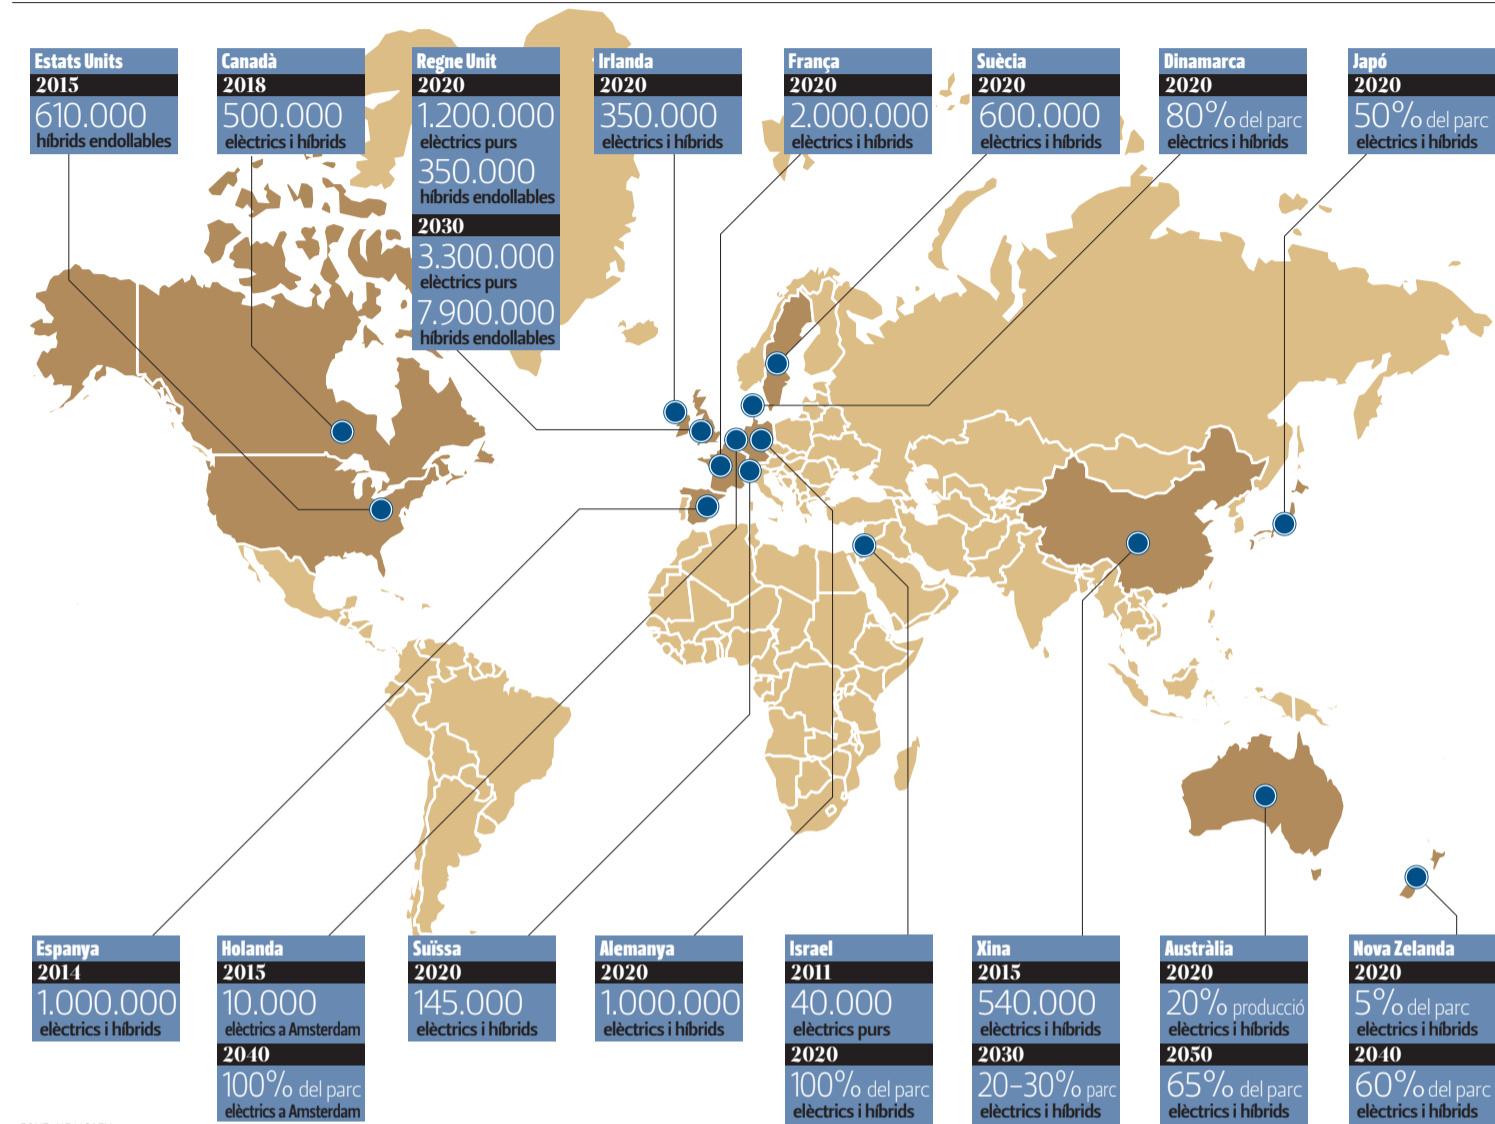 Estats Units
2015
610.000
híbrids endollables
Canadà
2018
500.000
elèctrics i híbrids
Regne Unit
2020
1.200.000
elèctrics purs
350.000
híbrids endollables
2030
3.300.000
elèctrics purs
7.900.000
híbrids endollables
Irlanda
2020
350.000
elèctrics i híbrids
França
2020
2.000.000
elèctrics i híbrids
Suècia
2020
600.000
elèctrics i híbrids
Dinamarca
2020
80% del parc
elèctrics i híbrids
Japó
2020
50% del parc
elèctrics i híbrids
Espanya
2014
1.000.000
elèctrics i híbrids
Holanda
2015
10.000
elèctrics a Amsterdam
2040
100% del parc
elèctrics a Amsterdam
Suïssa
2020
145.000
elèctrics i híbrids
Alemanya
2020
1.000.000
elèctrics i híbrids
Israel
2011
40.000
elèctrics purs
2020
100% del parc
elèctrics i híbrids
Xina
2015
540.000
elèctrics i híbrids
2030
20-30% parc
elèctrics i híbrids
Austràlia
2020
20% producció
elèctrics i híbrids
2050
65% del parc
elèctrics i híbrids
Nova Zelanda
2020
5% del parc
elèctrics i híbrids
2040
60% del parc
elèctrics i híbrids